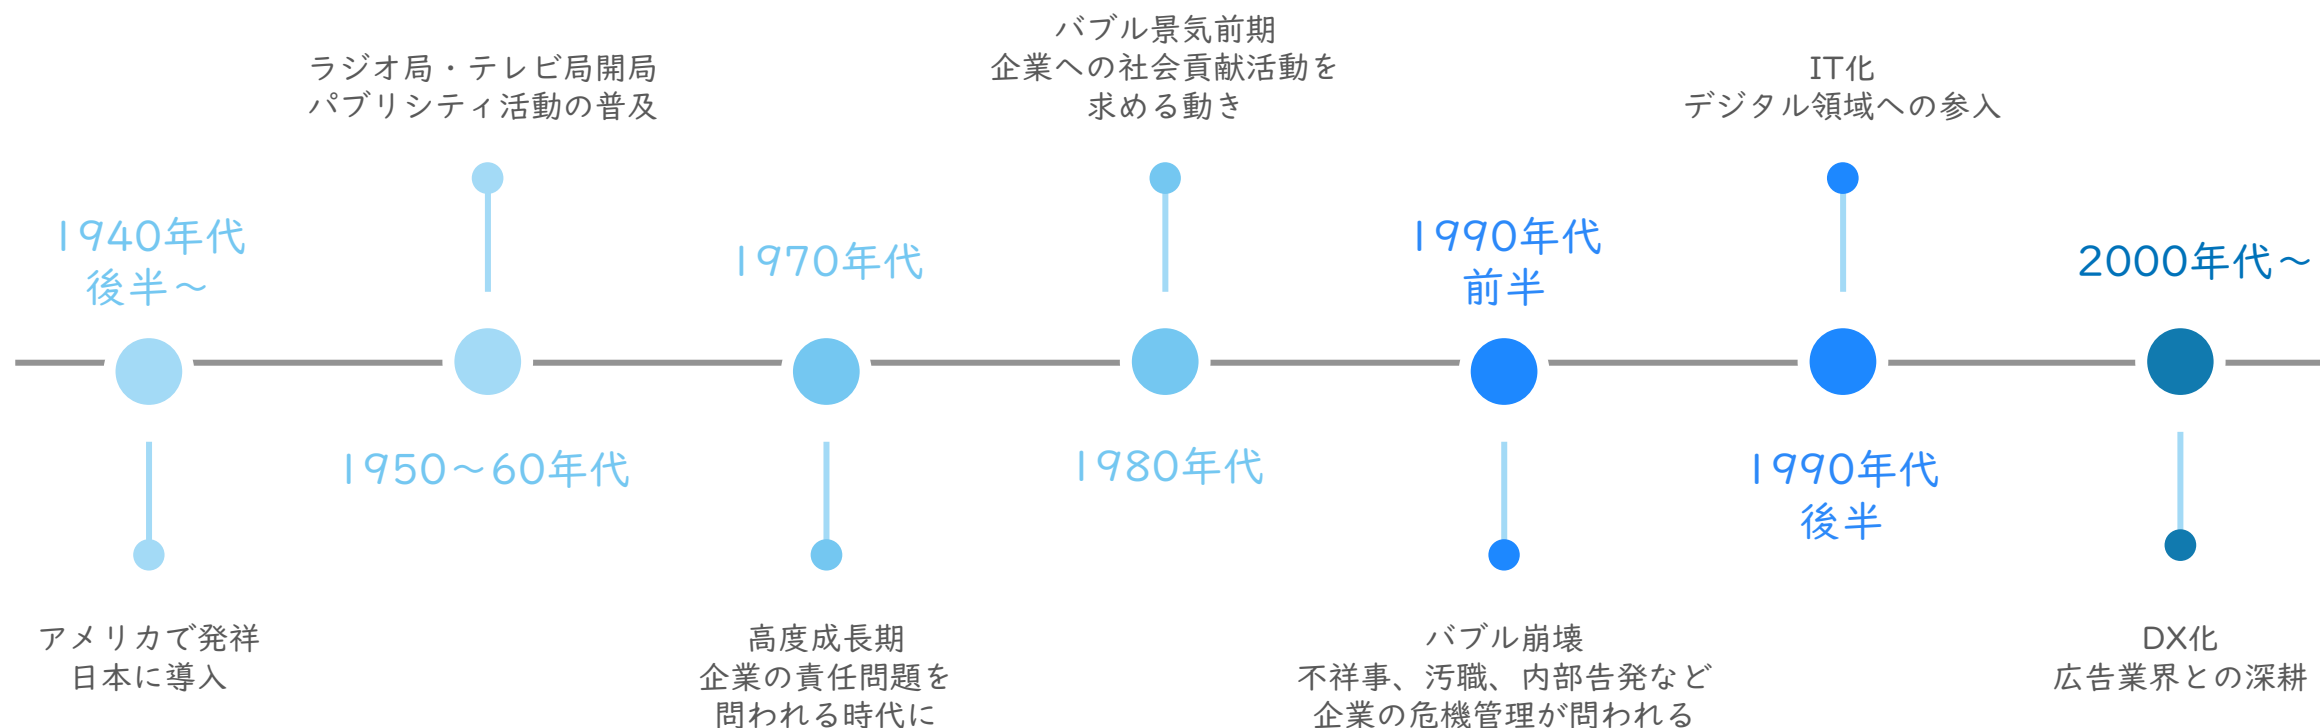 1940年代
後半～
アメリカで発祥
日本に導入
ラジオ局・テレビ局開局
パブリシティ活動の普及
1950～60年代
1970年代
高度成長期
企業の責任問題を
問われる時代に
バブル景気前期
企業への社会貢献活動を
求める動き
1980年代
1990年代
前半
バブル崩壊
不祥事、汚職、内部告発など
企業の危機管理が問われる
IT化
デジタル領域への参入
1990年代
後半
2000年代～
DX化
広告業界との深耕